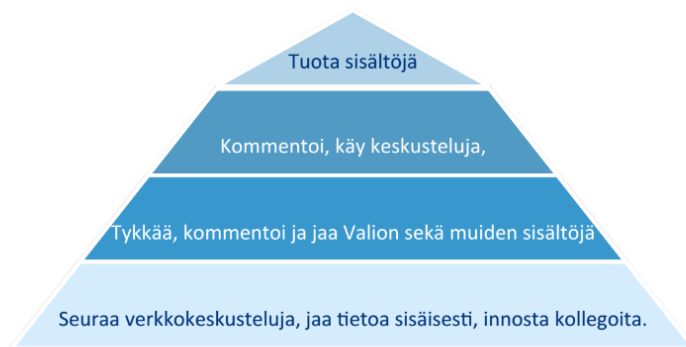 Tuota sisältöjä
Kommentoi, käy keskusteluja,
Tykkää, kommentoi ja jaa Valion sekä muiden sisältöjä
Seuraa verkkokeskusteluja, jaa tietoa sisäisesti, innosta kollegoita.